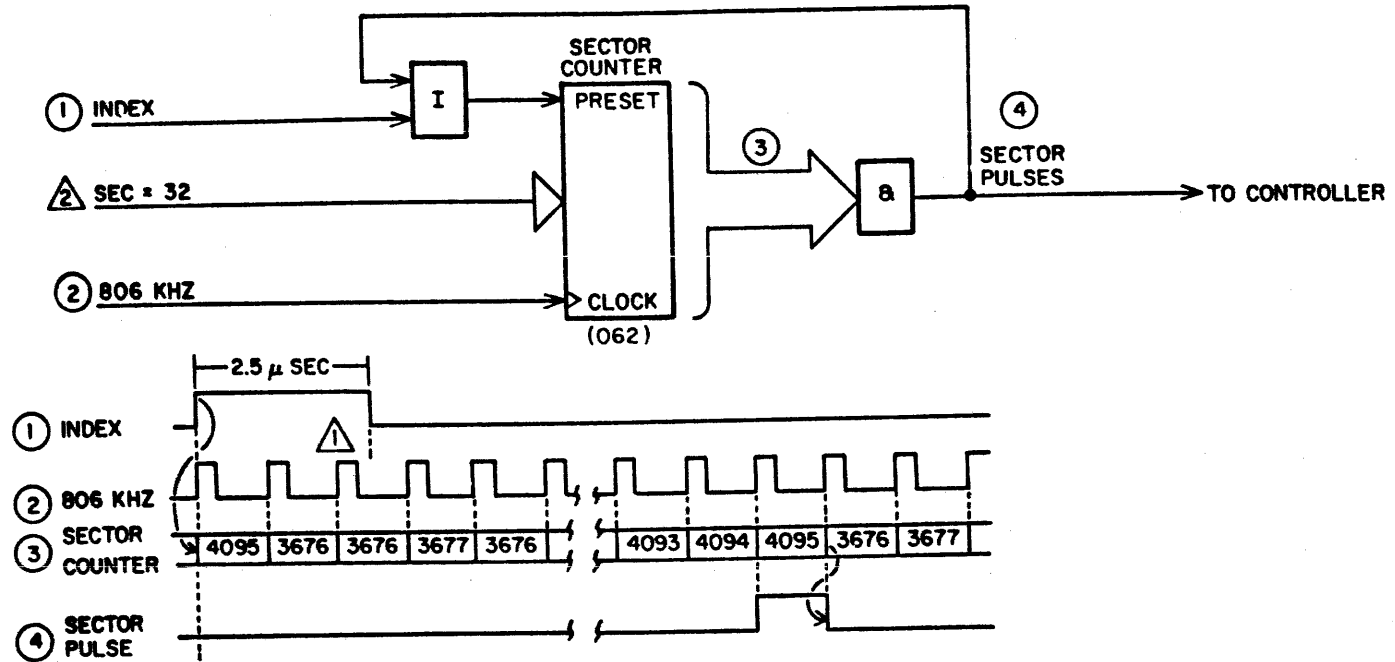 SECTOR
COUNTER
① INDEX
I
PRESET
③
④
SECTOR
PULSES
2 SEC = 32
&
TO CONTROLLER
② 806 KHZ
CLOCK
(062)
2.5 μ SEC
① INDEX
1
② 806 KHZ
③ SECTOR
COUNTER
4095 3676 3676 3677 3676 4093 4094 4095 3676 3677
④ SECTOR
PULSE